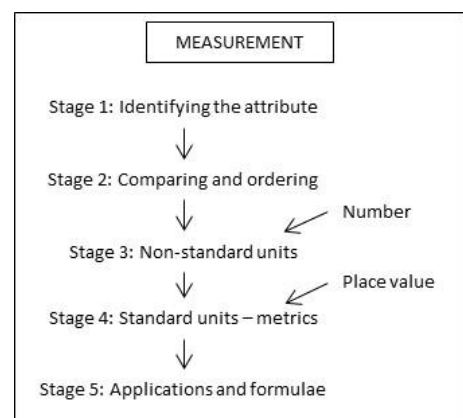 MEASUREMENT
Stage 1: Identifying the attribute
Stage 2: Comparing and ordering
Number
Stage 3: Non-standard units
Place value
Stage 4: Standard units – metrics
Stage 5: Applications and formulae